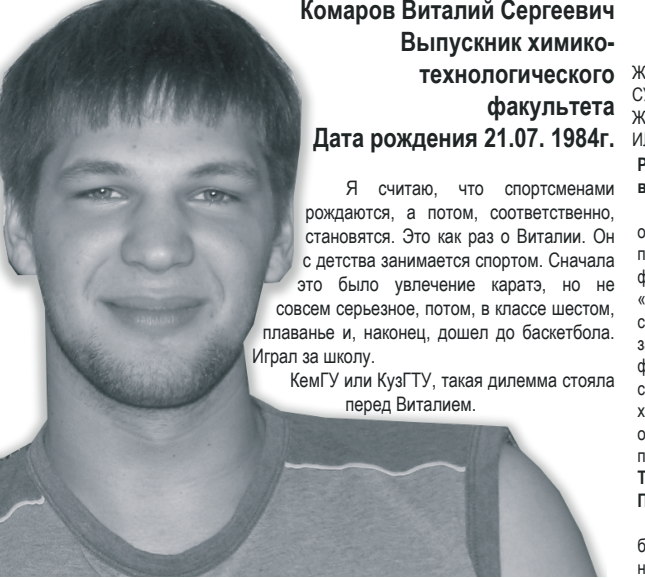 Комаров Виталий Сергеевич
Выпускник химико-
технологического
факультета
Дата рождения 21.07. 1984г.
Я считаю, что спортсменами
рождаются, а потом, соответственно,
становятся. Это как раз о Виталии. Он
с детства занимается спортом. Сначала
это было увлечение каратэ, но не
совсем серьезное, потом, в классе шестом,
плаванье и, наконец, дошел до баскетбола.
Играл за школу.
КемГУ или КузГТУ, такая дилемма стояла
перед Виталием.